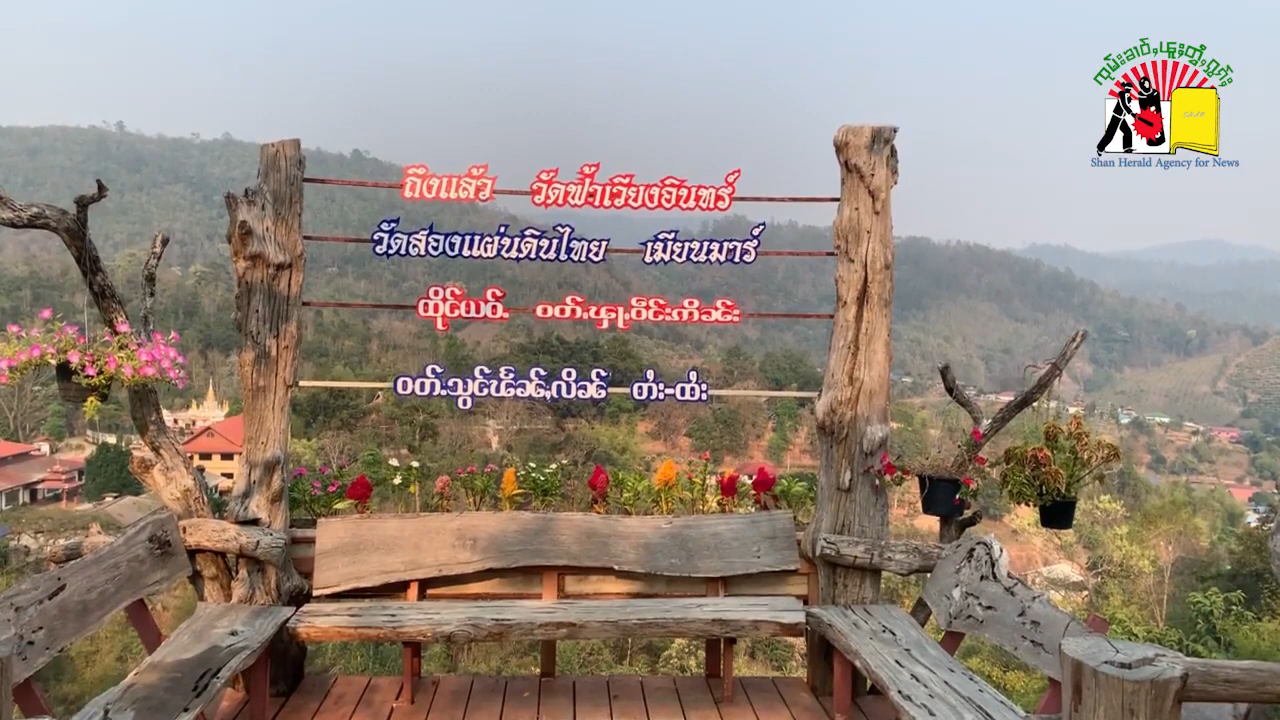 ถึงแล้ว วัดฟ้าเวียงอินทร์
วัดสองแผ่นดินไทย เมียนมาร์
ထိုင်ယဝ်ႉ ဝတ်ႉၾႃႉဝဵင်းဢိၼ်း
ဝတ်ႉသွင်ၽႅၼ်ႇလိၼ် တႆး-ထႆး
Shan Herald Agency for News